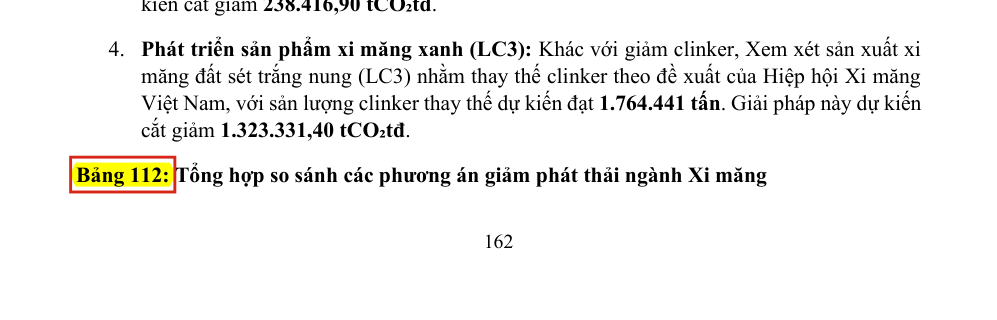 kiến cắt giảm 238.416,90 tCO₂tđ.
4. Phát triển sản phẩm xi măng xanh (LC3): Khác với giảm clinker, Xem xét sản xuất xi
măng đất sét trắng nung (LC3) nhằm thay thế clinker theo đề xuất của Hiệp hội Xi măng
Việt Nam, với sản lượng clinker thay thế dự kiến đạt 1.764.441 tấn. Giải pháp này dự kiến
cắt giảm 1.323.331,40 tCO₂tđ.
Bảng 112: Tổng hợp so sánh các phương án giảm phát thải ngành Xi măng
162